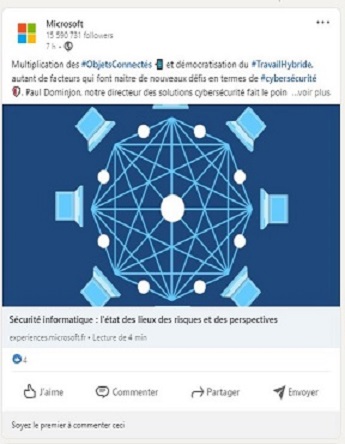 Microsoft
15 590 731 followers
7 h •
Multiplication des #ObjetsConnectés et démocratisation du #TravailHybride,
autant de facteurs qui font naître de nouveaux défis en termes de #cybersécurité
. Paul Dominjon, notre directeur des solutions cybersécurité fait le poin ...voir plus
Sécurité informatique : l'état des lieux des risques et des perspectives
experiences.microsoft.fr • Lecture de 4 min
4
J'aime
Commenter
Partager
Envoyer
Soyez le premier à commenter ceci